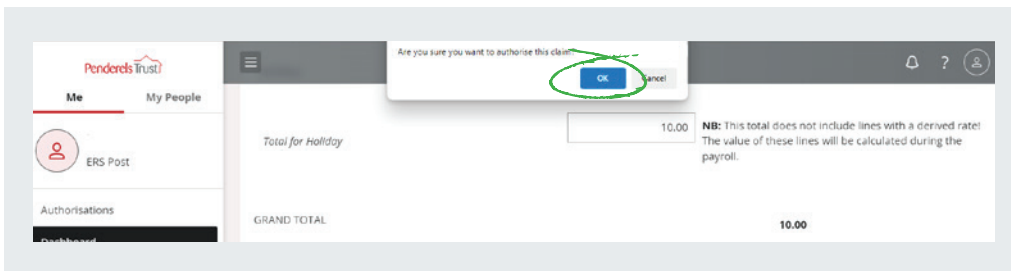 Are you sure you want to authorise this claim?
OK Cancel
Penderels Trust
? 
Me My People
ERS Post
Total for Holiday 10.00
NB: This total does not include lines with a derived rate!
The value of these lines will be calculated during the
payroll.
Authorisations
GRAND TOTAL 10.00
Dashboard